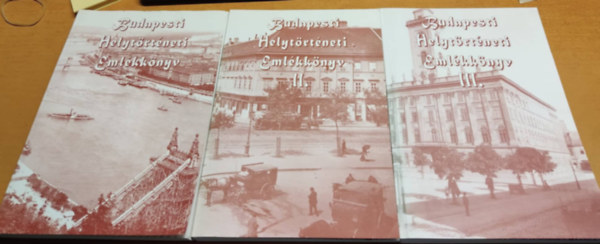 Budapesti
Helytörténeti
Emlékkönyv
Budapesti
Helytörténeti
Emlékkönyv
II.
Budapesti
Helytörténeti
Emlékkönyv
III.